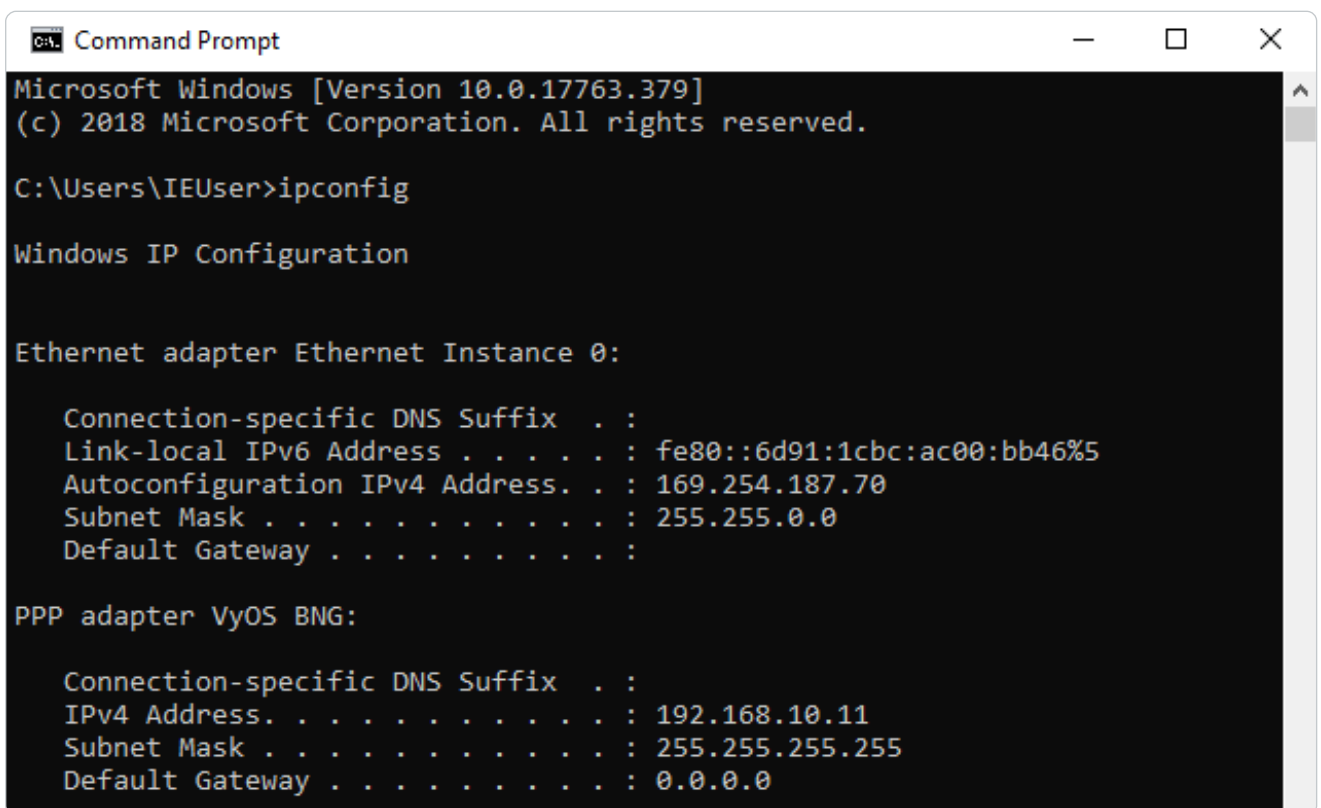 Command Prompt
Microsoft Windows [Version 10.0.17763.379]
(c) 2018 Microsoft Corporation. All rights reserved.
C:\Users\IEUser>ipconfig
Windows IP Configuration
Ethernet adapter Ethernet Instance 0:
Connection-specific DNS Suffix  . :
Link-local IPv6 Address . . . . . : fe80::6d91:1cbc:ac00:bb46%5
Autoconfiguration IPv4 Address. . : 169.254.187.70
Subnet Mask . . . . . . . . . . . : 255.255.0.0
Default Gateway . . . . . . . . . :
PPP adapter VyOS BNG:
Connection-specific DNS Suffix  . :
IPv4 Address. . . . . . . . . . . : 192.168.10.11
Subnet Mask . . . . . . . . . . . : 255.255.255.255
Default Gateway . . . . . . . . . : 0.0.0.0